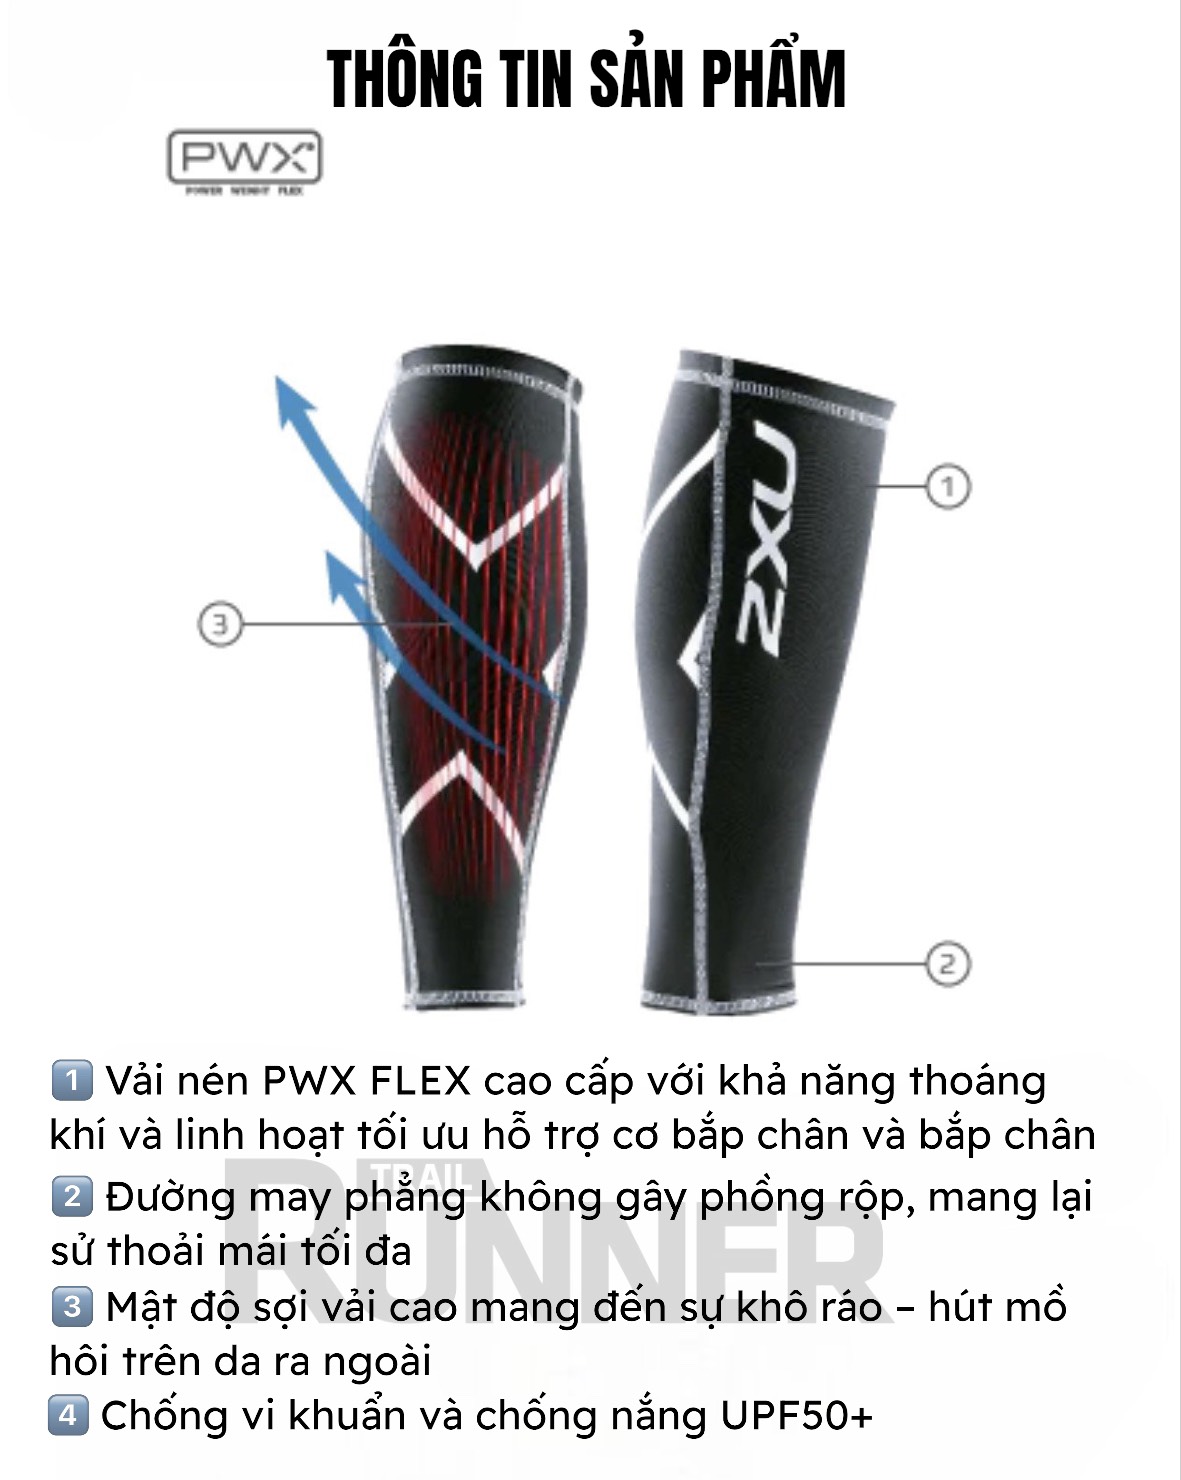 THÔNG TIN SẢN PHẨM
PWX
POWER WEIGHT FLEX
2XU
1
3
2
1 Vải nén PWX FLEX cao cấp với khả năng thoáng
khí và linh hoạt tối ưu hỗ trợ cơ bắp chân và bắp chân
TRAIL
RUNNER
2 Đường may phẳng không gây phồng rộp, mang lại
sử thoải mái tối đa
3 Mật độ sợi vải cao mang đến sự khô ráo – hút mồ
hôi trên da ra ngoài
4 Chống vi khuẩn và chống nắng UPF50+